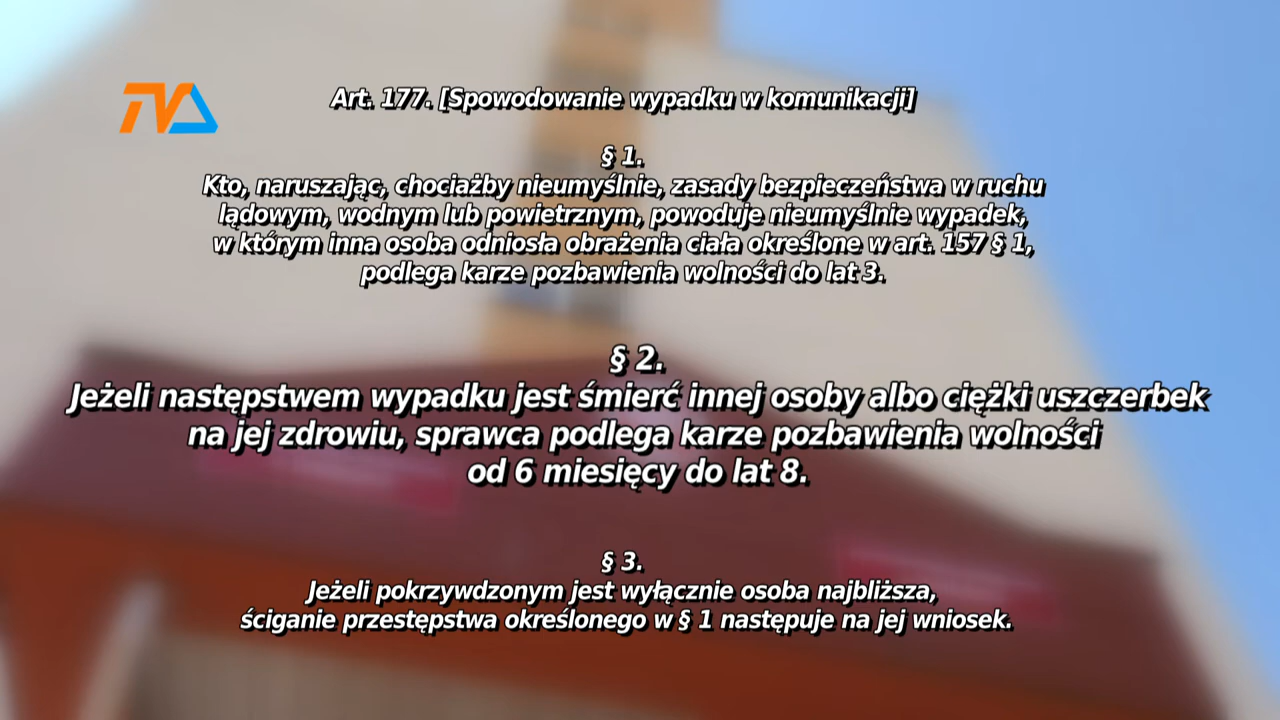 TVA
Art. 177. [Spowodowanie wypadku w komunikacji]
§ 1.
Kto, naruszając, chociażby nieumyślnie, zasady bezpieczeństwa w ruchu
lądowym, wodnym lub powietrznym, powoduje nieumyślnie wypadek,
w którym inna osoba odniosła obrażenia ciała określone w art. 157 § 1,
podlega karze pozbawienia wolności do lat 3.
§ 2.
Jeżeli następstwem wypadku jest śmierć innej osoby albo ciężki uszczerbek
na jej zdrowiu, sprawca podlega karze pozbawienia wolności
od 6 miesięcy do lat 8.
§ 3.
Jeżeli pokrzywdzonym jest wyłącznie osoba najbliższa,
ściganie przestępstwa określonego w § 1 następuje na jej wniosek.